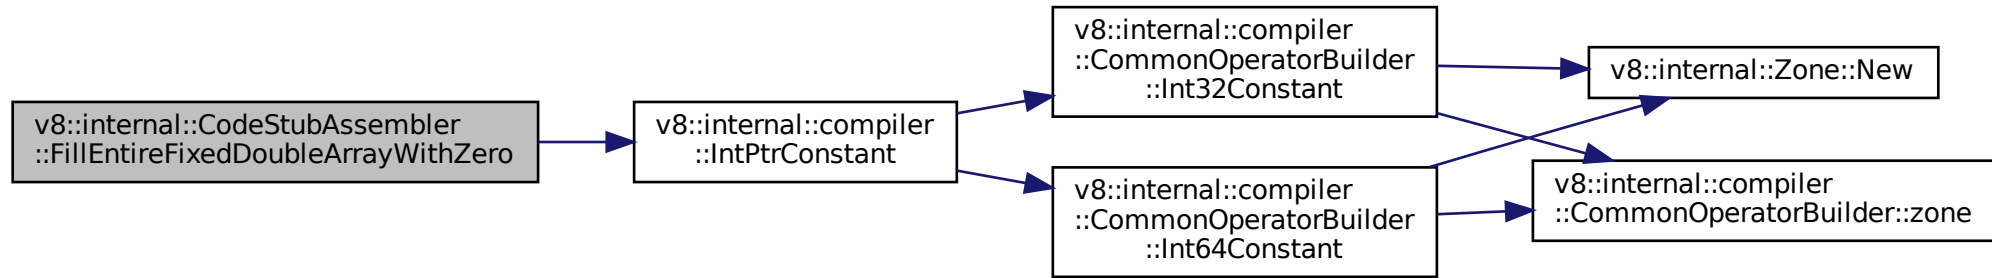 v8::internal::CodeStubAssembler
::FillEntireFixedDoubleArrayWithZero
v8::internal::compiler
::IntPtrConstant
v8::internal::compiler
::CommonOperatorBuilder
::Int32Constant
v8::internal::compiler
::CommonOperatorBuilder
::Int64Constant
v8::internal::Zone::New
v8::internal::compiler
::CommonOperatorBuilder::zone